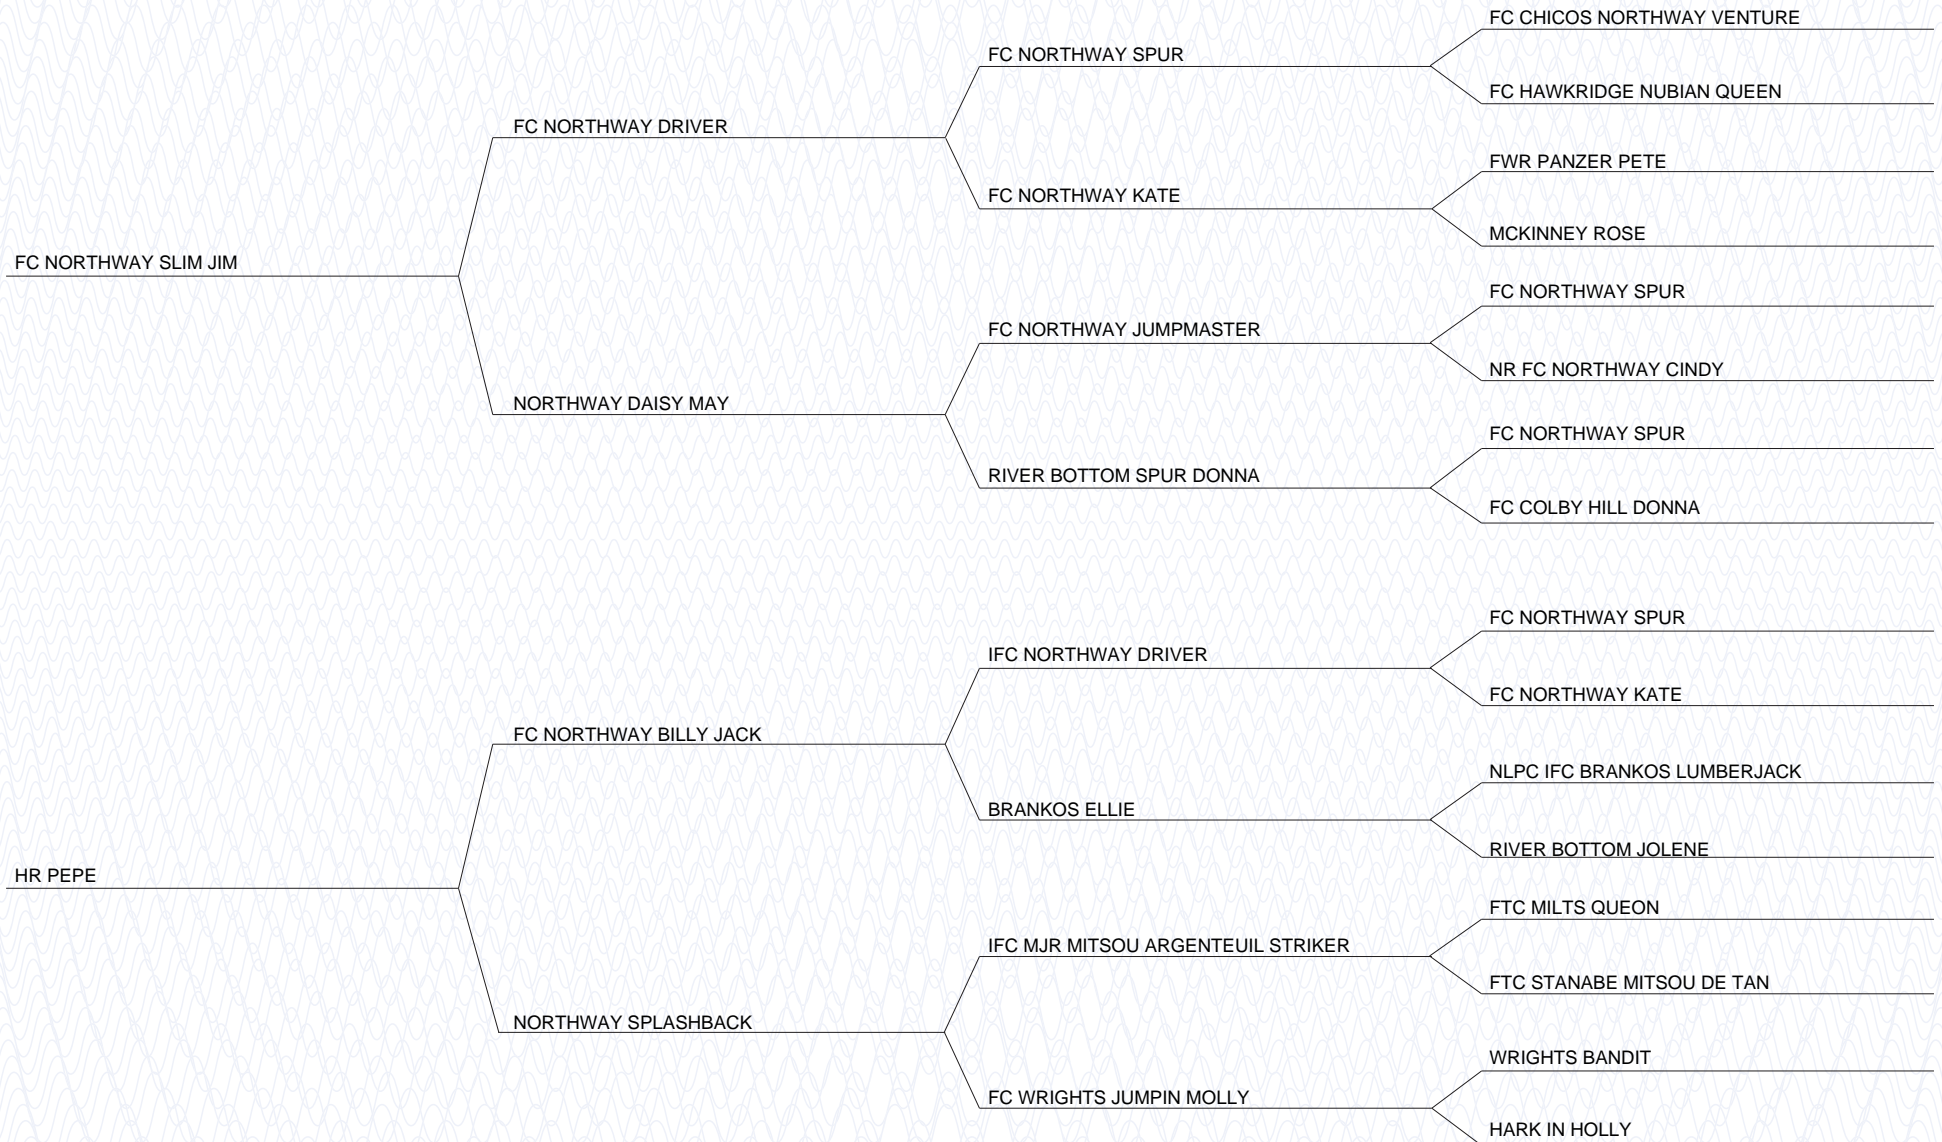 FC CHICOS NORTHWAY VENTURE
FC NORTHWAY SPUR
FC HAWKRIDGE NUBIAN QUEEN
FC NORTHWAY DRIVER
FWR PANZER PETE
FC NORTHWAY KATE
MCKINNEY ROSE
FC NORTHWAY SLIM JIM
FC NORTHWAY SPUR
FC NORTHWAY JUMPMASTER
NR FC NORTHWAY CINDY
NORTHWAY DAISY MAY
FC NORTHWAY SPUR
RIVER BOTTOM SPUR DONNA
FC COLBY HILL DONNA
FC NORTHWAY SPUR
IFC NORTHWAY DRIVER
FC NORTHWAY KATE
FC NORTHWAY BILLY JACK
NLPC IFC BRANKOS LUMBERJACK
BRANKOS ELLIE
RIVER BOTTOM JOLENE
HR PEPE
FTC MILTS QUEON
IFC MJR MITSOU ARGENTEUIL STRIKER
FTC STANABE MITSOU DE TAN
NORTHWAY SPLASHBACK
WRIGHTS BANDIT
FC WRIGHTS JUMPIN MOLLY
HARK IN HOLLY